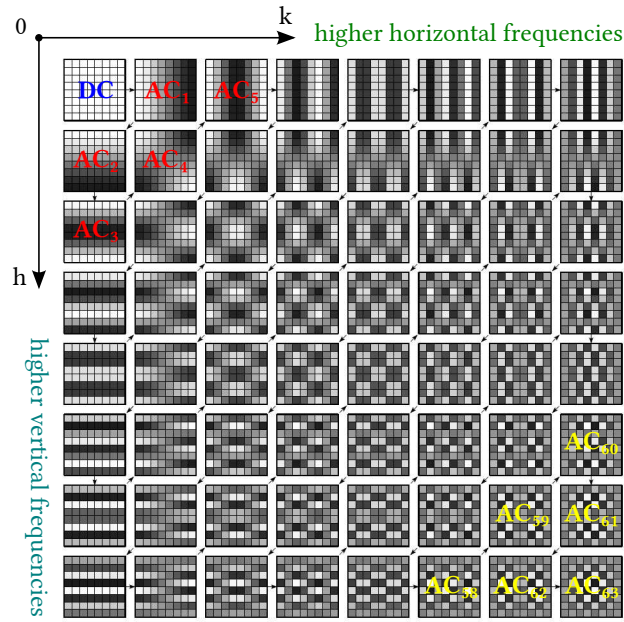 0
k
higher horizontal frequencies
DC AC₁ AC₅
AC₂ AC₄
AC₃
h
higher vertical frequencies
AC₆₀
AC₅₉ AC₆₁
AC₅₈ AC₆₂ AC₆₃